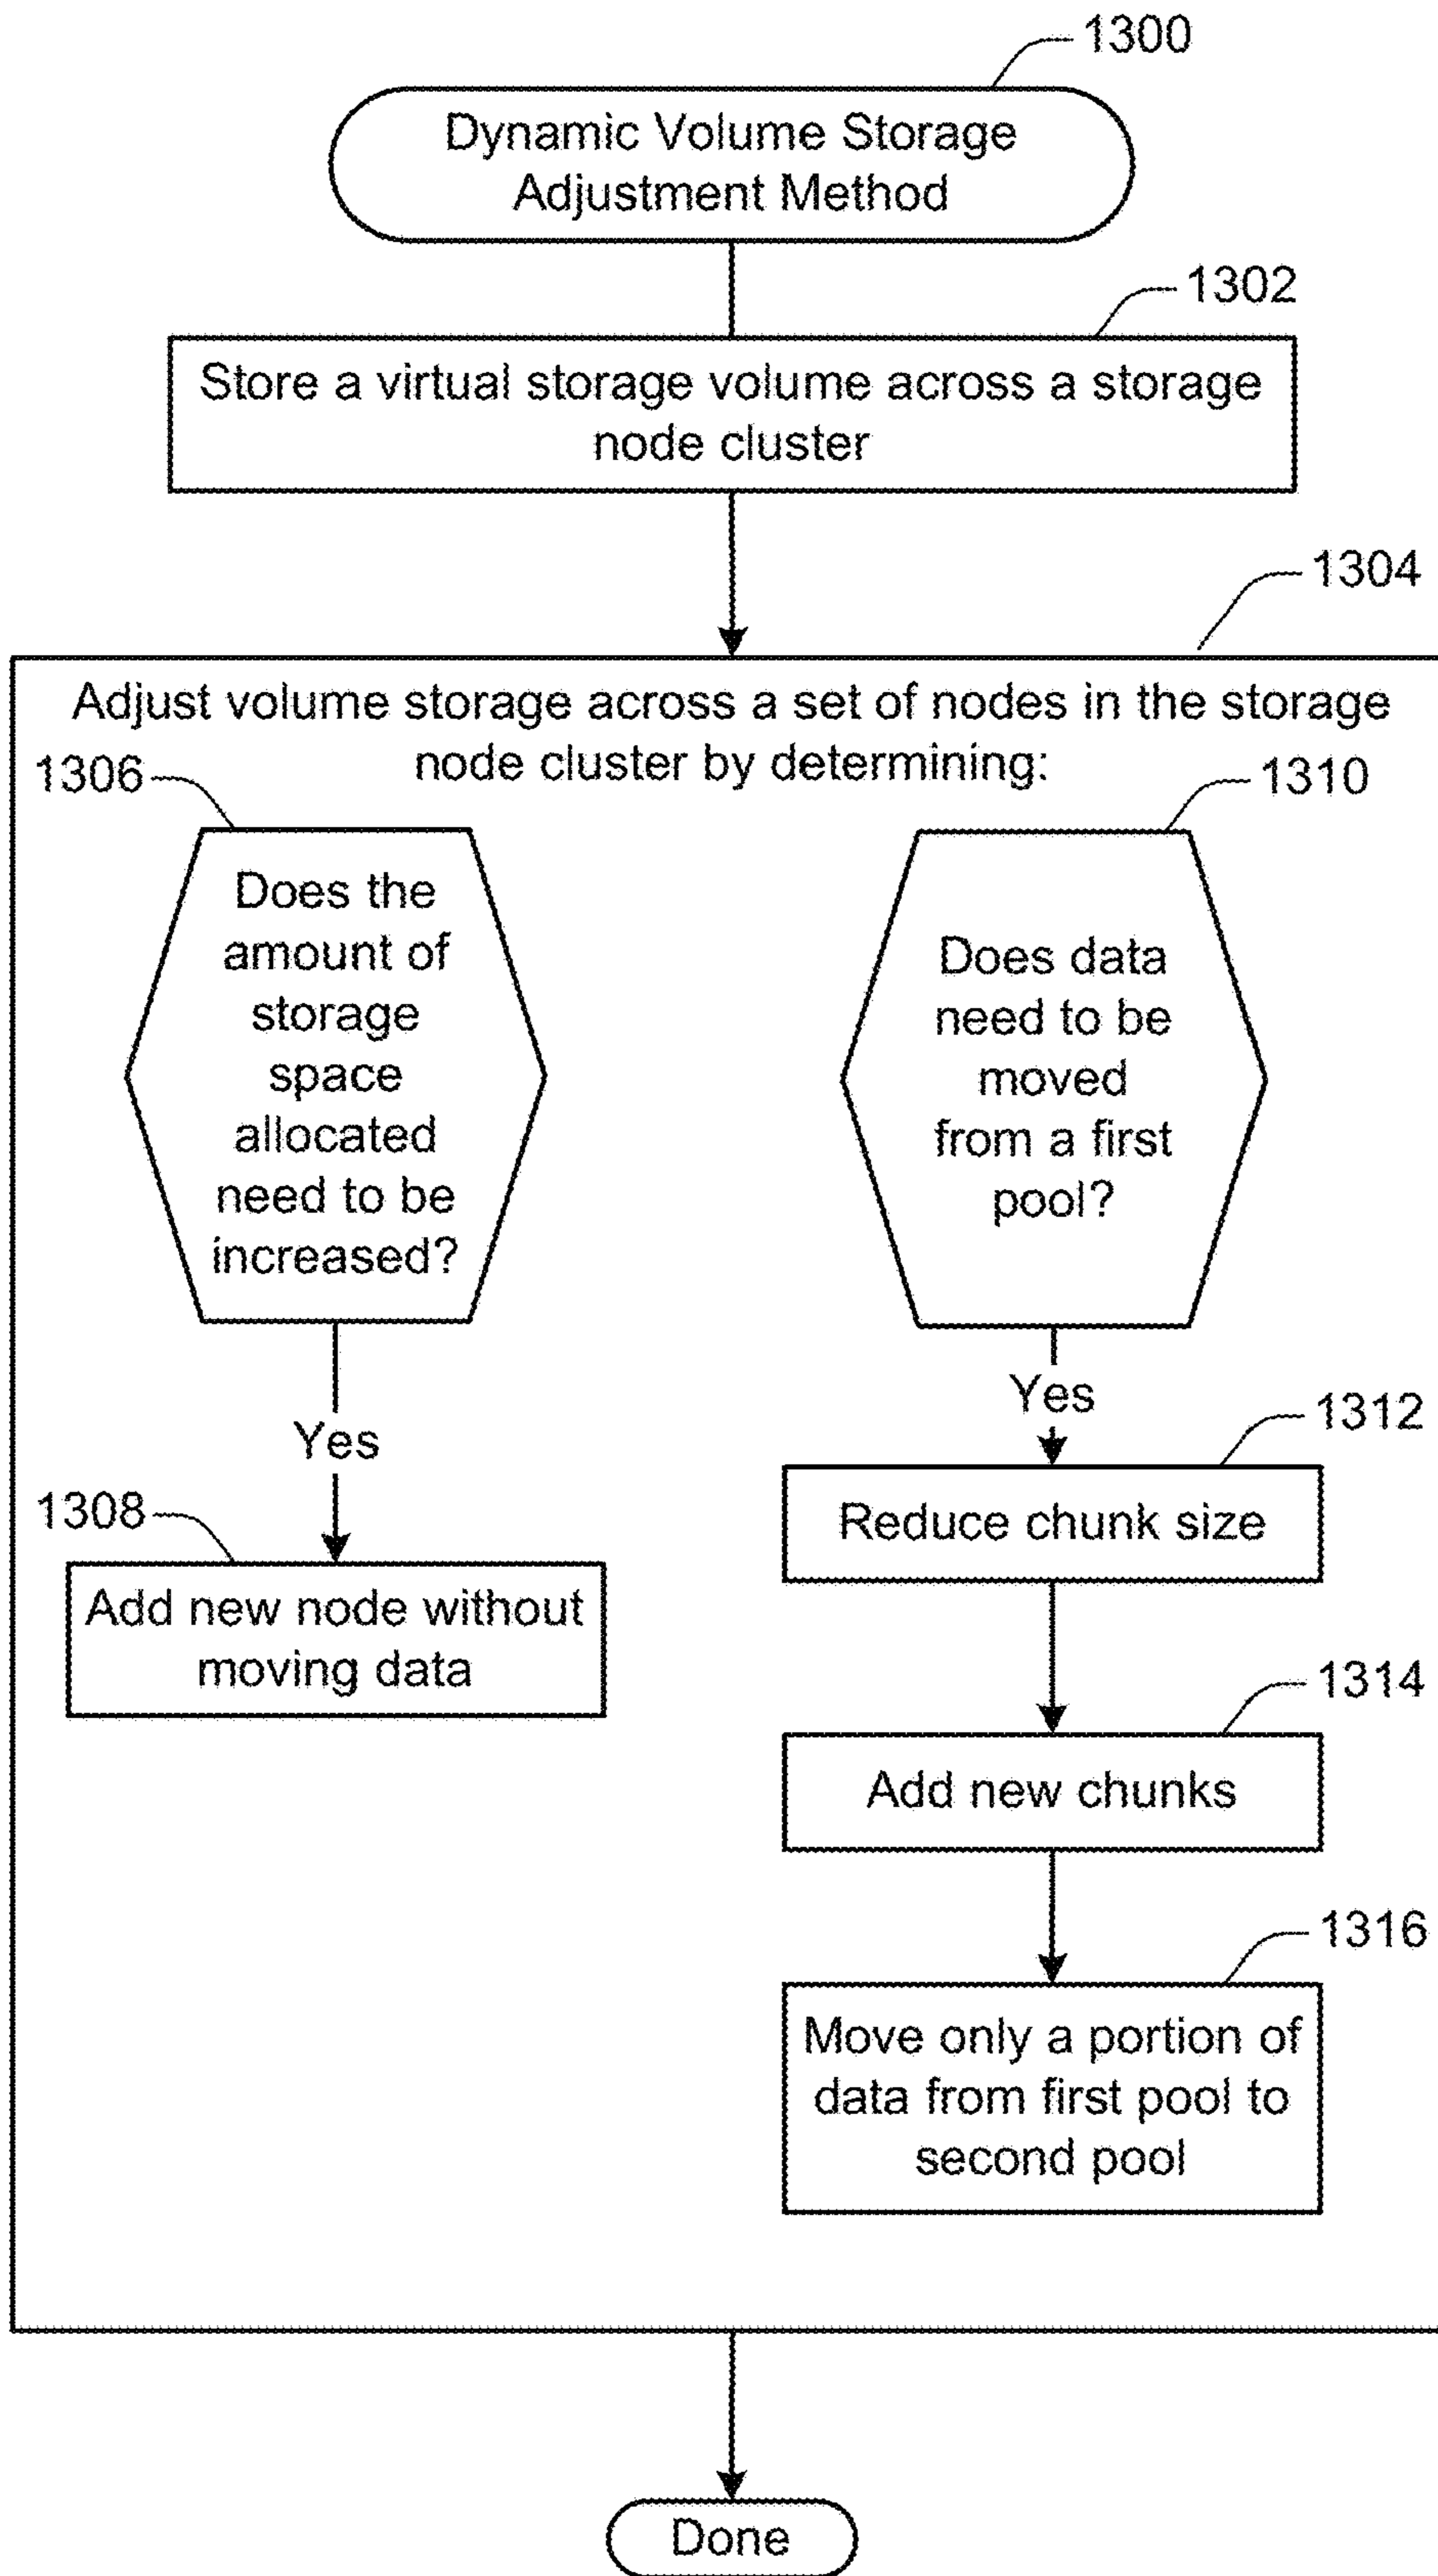 1300
Dynamic Volume Storage
Adjustment Method
1302
Store a virtual storage volume across a storage
node cluster
1304
Adjust volume storage across a set of nodes in the storage
node cluster by determining:
1306
Does the
amount of
storage
space
allocated
need to be
increased?
Yes
1308
Add new node without
moving data
1310
Does data
need to be
moved
from a first
pool?
Yes
1312
Reduce chunk size
1314
Add new chunks
1316
Move only a portion of
data from first pool to
second pool
Done